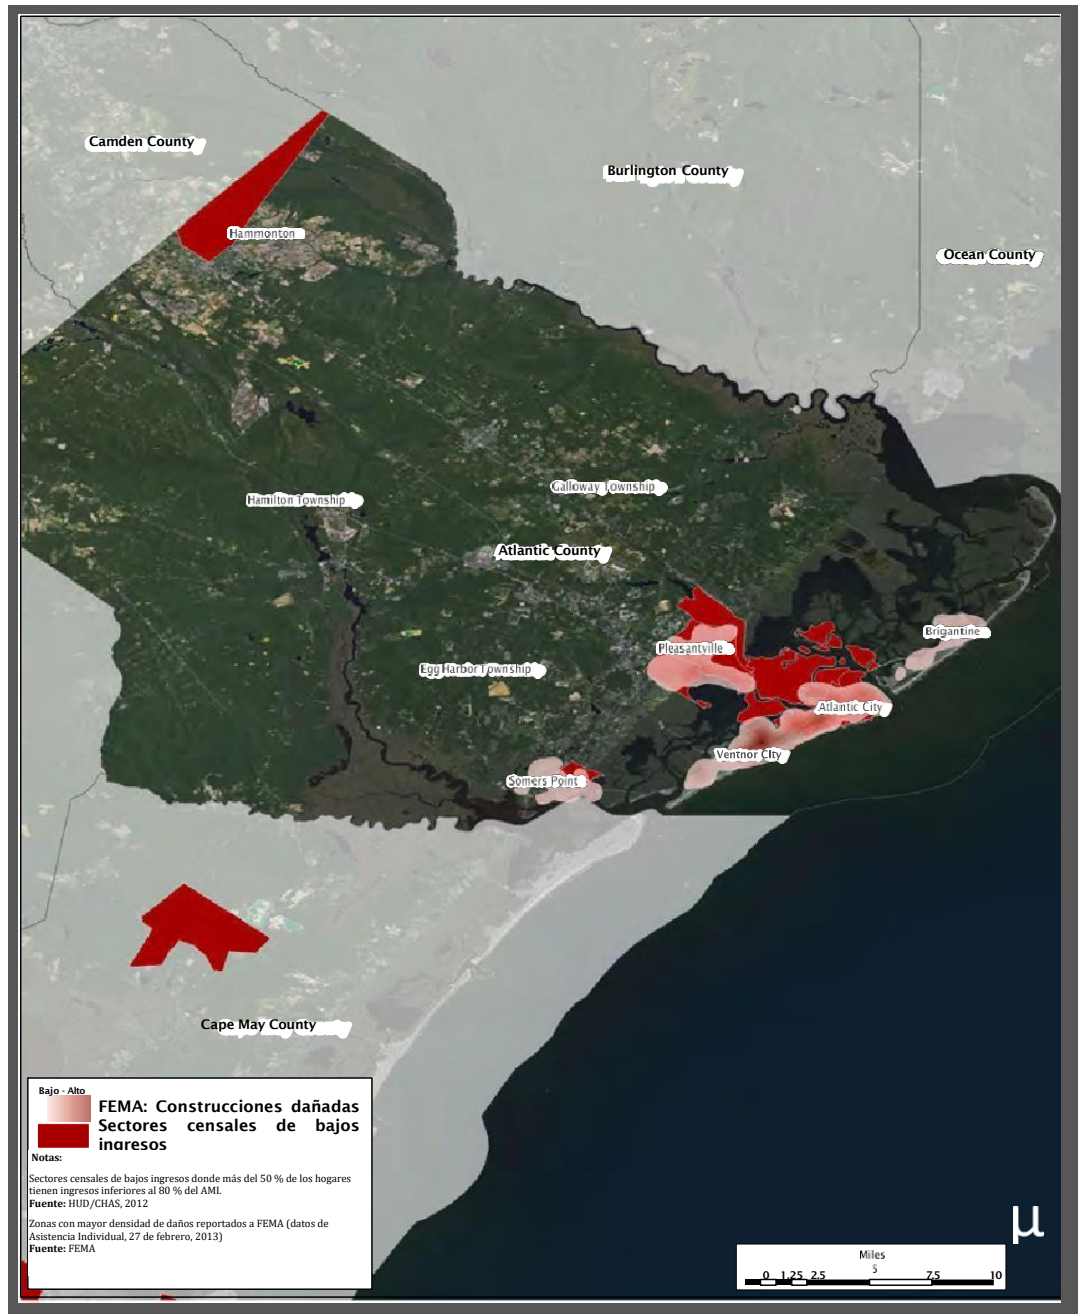 Camden County
Burlington County
Ocean County
Hammonton
Galloway Township
Hamilton Township
Atlantic County
Brigantine
Pleasantville
Egg Harbor Township
Atlantic City
Ventnor City
Somers Point
Cape May County
Bajo - Alto
FEMA: Construcciones dañadas
Sectores censales de bajos
ingresos
Notas:
Sectores censales de bajos ingresos donde más del 50 % de los hogares
tienen ingresos inferiores al 80 % del AMI.
Fuente: HUD/CHAS, 2012
Zonas con mayor densidad de daños reportados a FEMA (datos de
Asistencia Individual, 27 de febrero, 2013)
Fuente: FEMA
µ
Miles
0 1.25 2.5 5 7.5 10